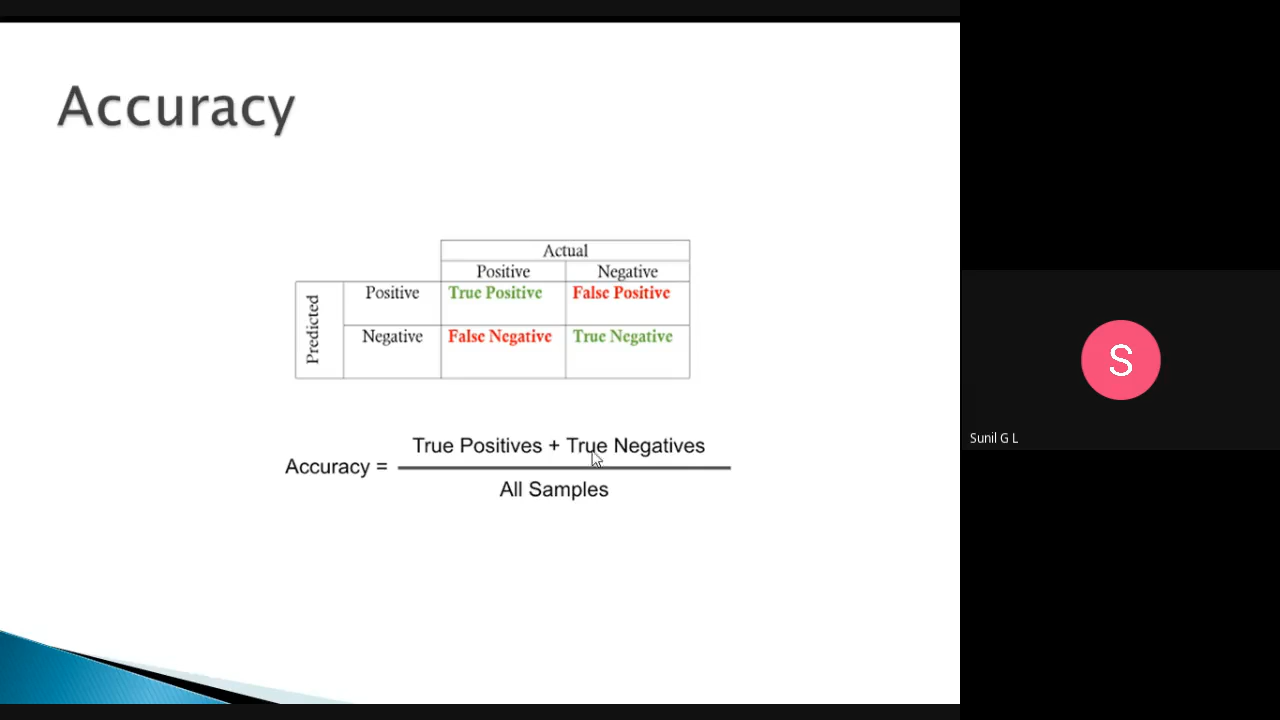 Accuracy
Actual
Positive Negative
Predicted
Positive True Positive False Positive
Negative False Negative True Negative
Accuracy =
True Positives + True Negatives
All Samples
S
Sunil G L